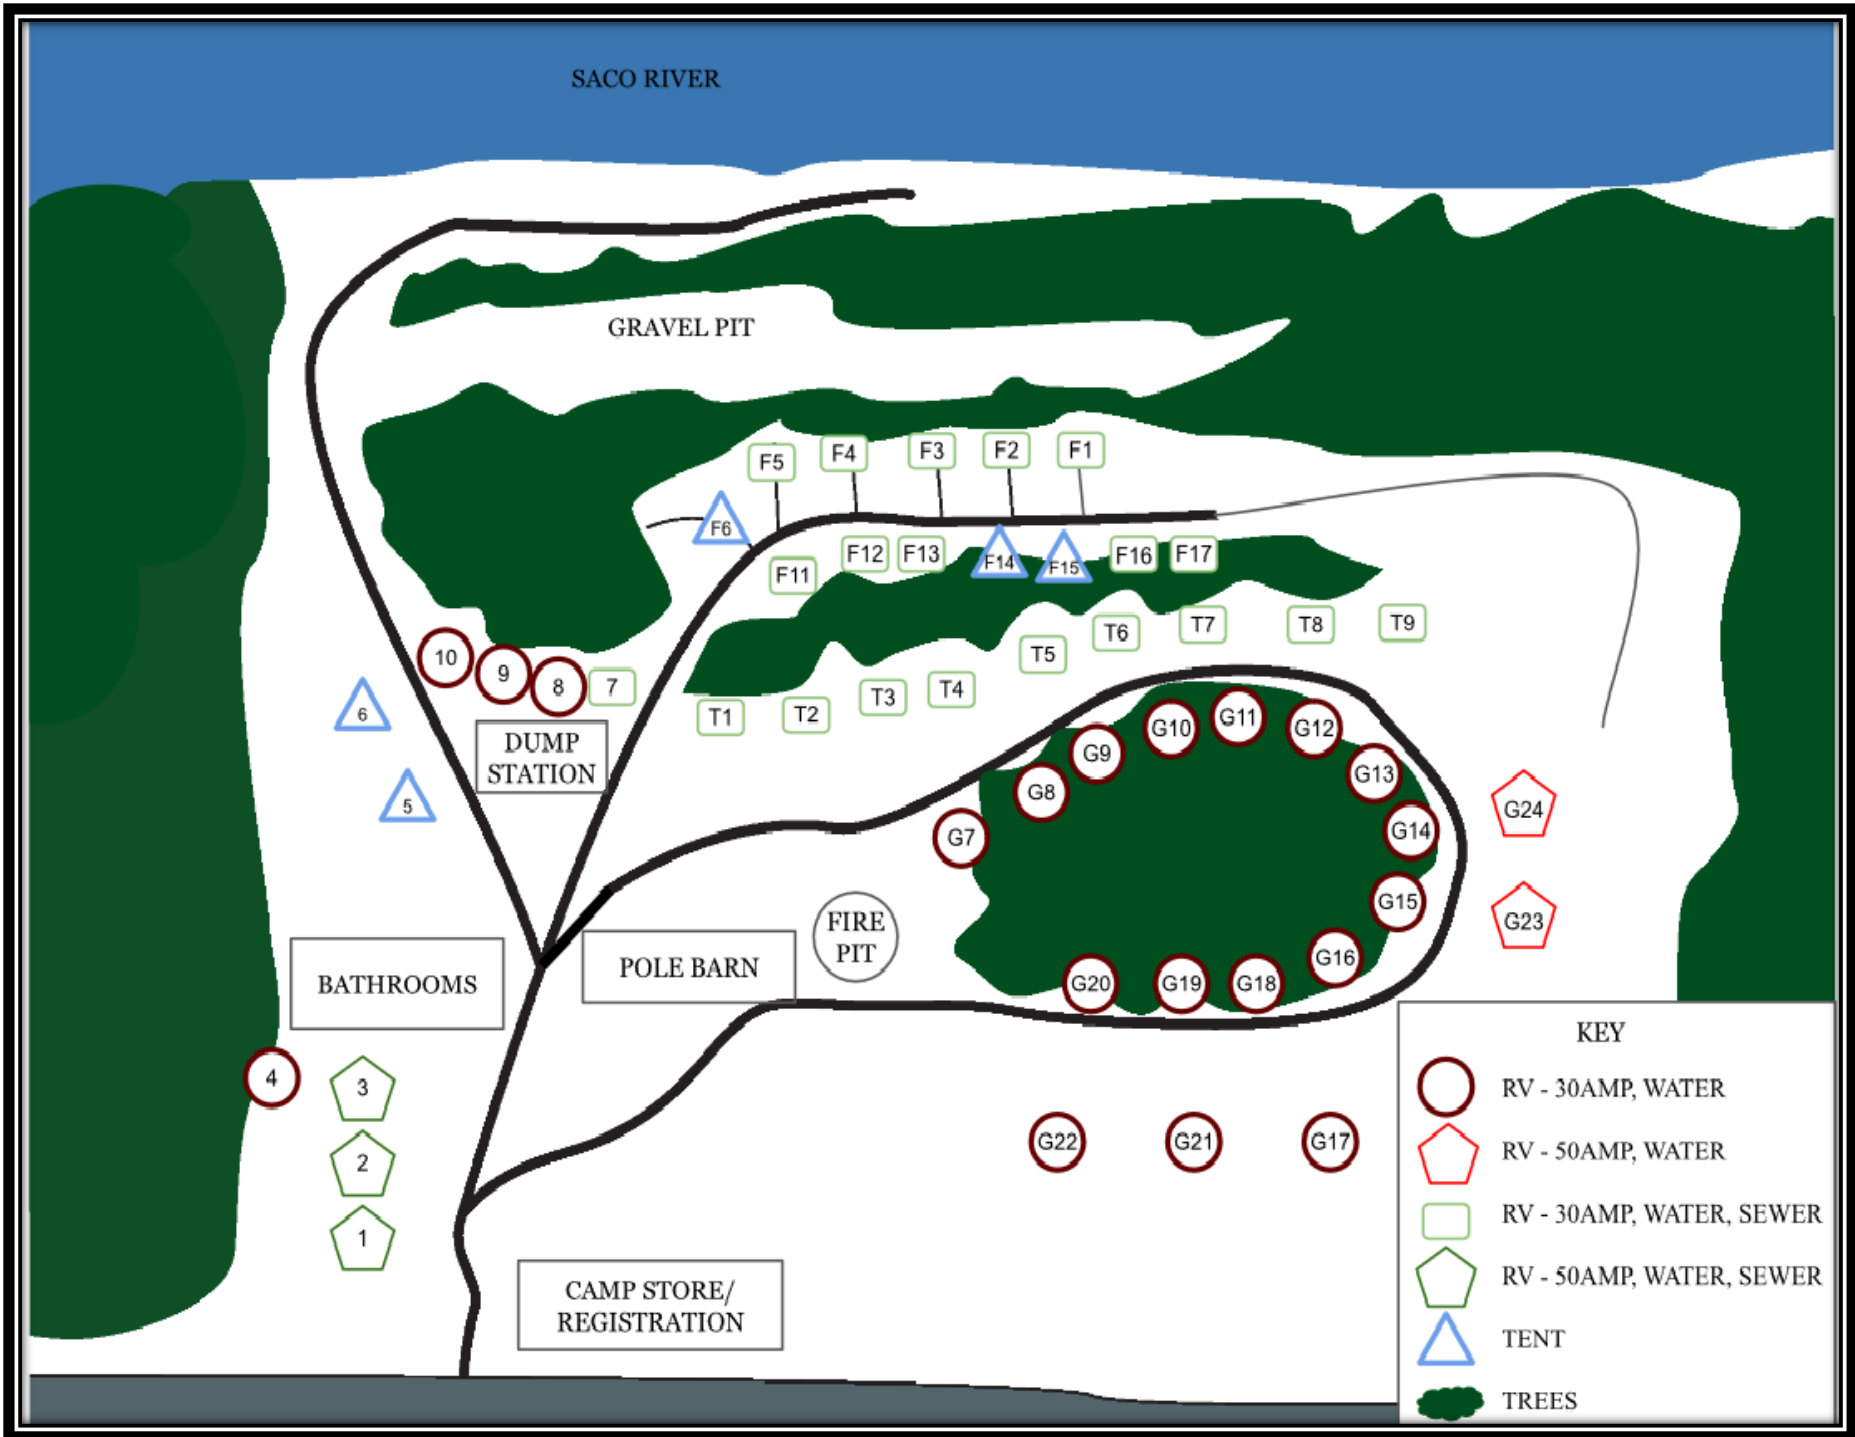 SACO RIVER
GRAVEL PIT
F5
F4
F3
F2
F1
F6
F11
F12
F13
F14
F15
F16
F17
10
9
8
7
6
5
T1
T2
T3
T4
T5
T6
T7
T8
T9
DUMP
STATION
G7
G8
G9
G10
G11
G12
G13
G14
G15
G16
G18
G19
G20
G24
G23
FIRE
PIT
POLE BARN
BATHROOMS
4
3
2
1
G22
G21
G17
CAMP STORE/
REGISTRATION
KEY
RV - 30AMP, WATER
RV - 50AMP, WATER
RV - 30AMP, WATER, SEWER
RV - 50AMP, WATER, SEWER
TENT
TREES